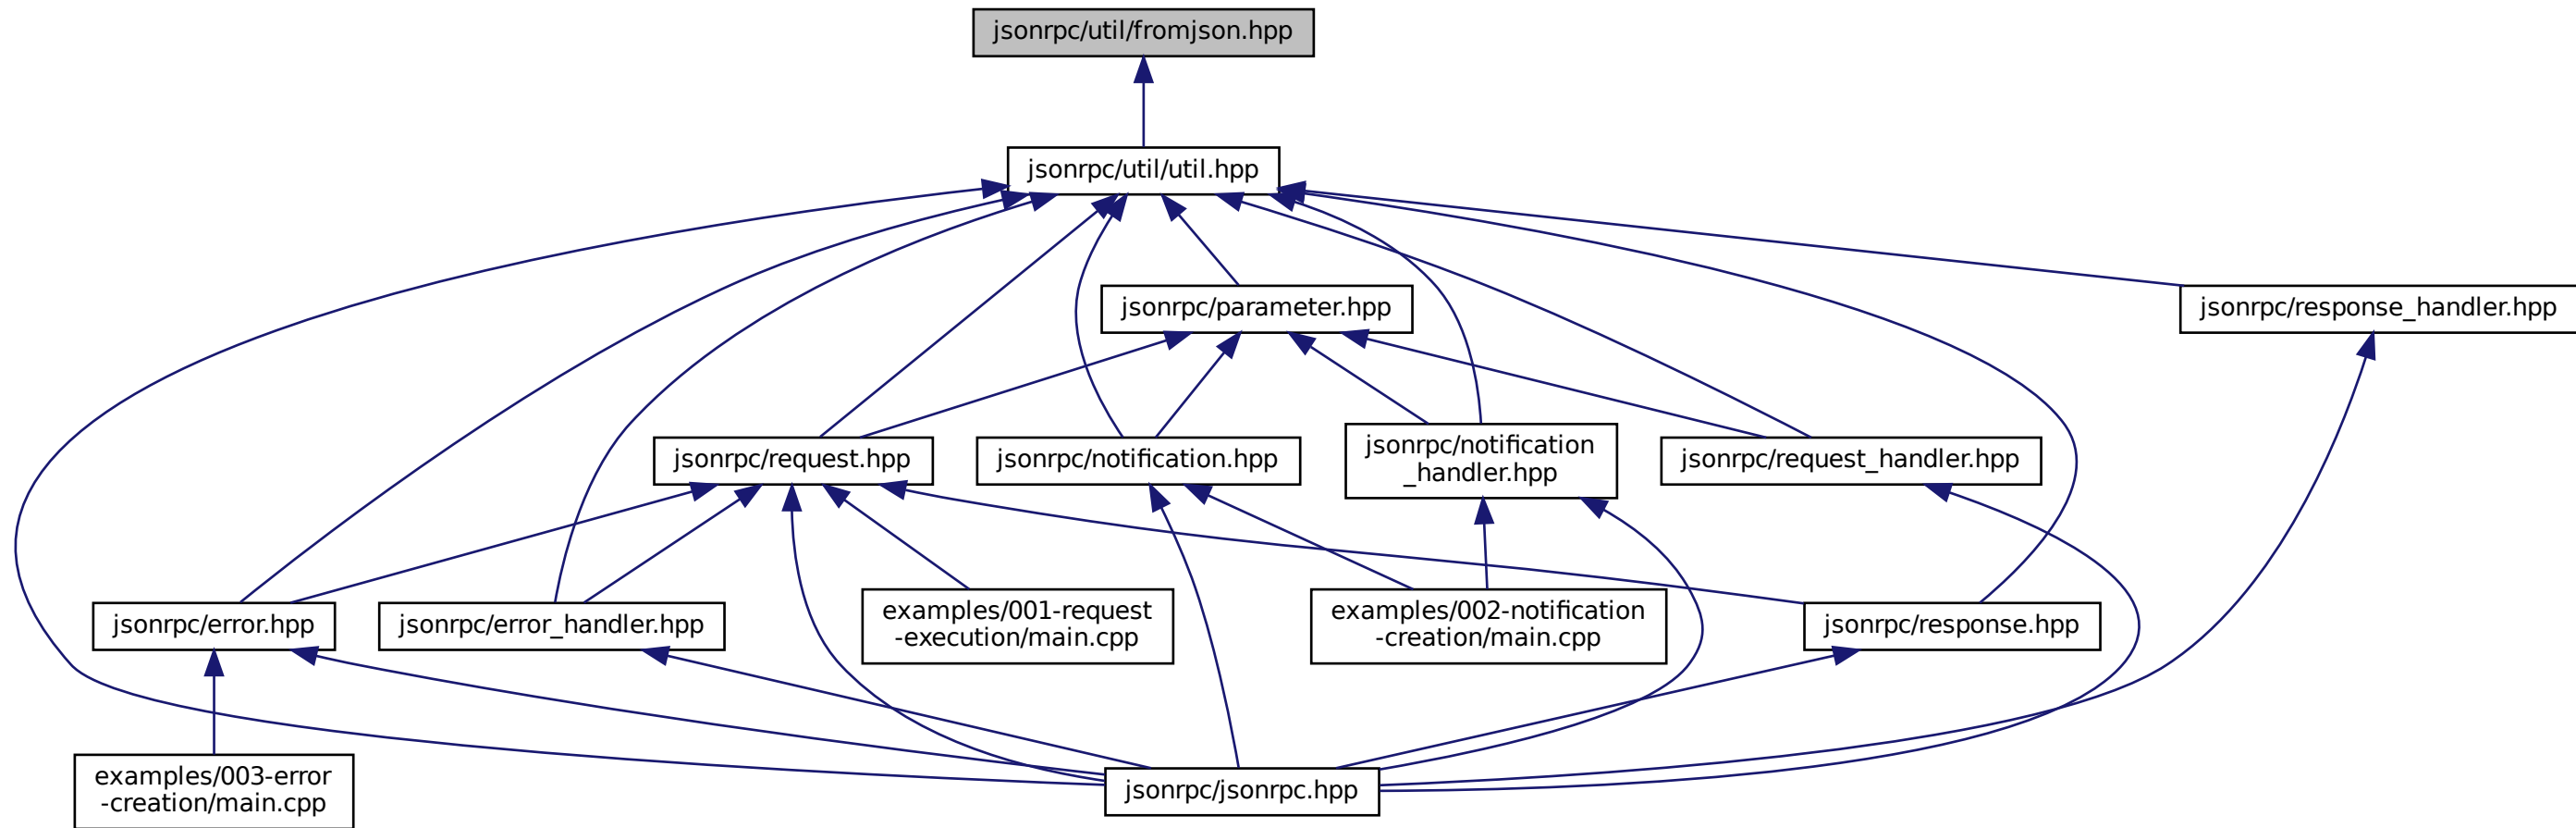 jsonrpc/util/fromjson.hpp
jsonrpc/util/util.hpp
jsonrpc/parameter.hpp
jsonrpc/response_handler.hpp
jsonrpc/request.hpp
jsonrpc/notification.hpp
jsonrpc/notification
_handler.hpp
jsonrpc/request_handler.hpp
jsonrpc/error.hpp
jsonrpc/error_handler.hpp
examples/001-request
-execution/main.cpp
examples/002-notification
-creation/main.cpp
jsonrpc/response.hpp
examples/003-error
-creation/main.cpp
jsonrpc/jsonrpc.hpp